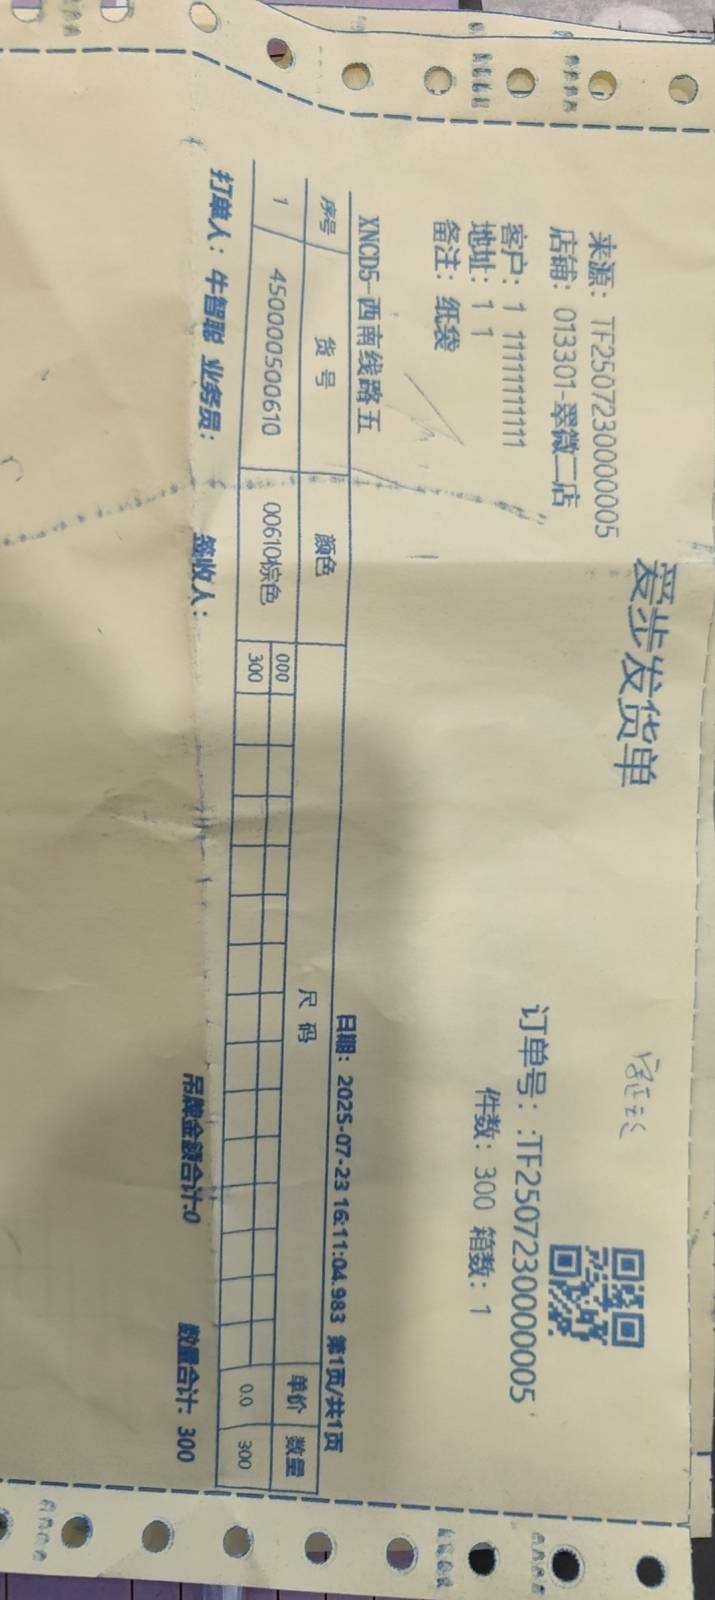 爱步发货单
来源：TF2507230000005
订单号：:TF2507230000005
店铺：013301-翠微二店
件数：300 箱数：1
客户：1 11111111111
地址：1 1
备注：纸袋
XNCD5-西南线路五
日期：2025-07-23 16:11:04.983 第1页/共1页
序号 货号 颜色 尺码 单价 数量
000
1 450000500610 00610棕色 300 0.0 300
打单人：牛智聪 业务员： 签收人： 吊牌金额合计:0 数量合计：300